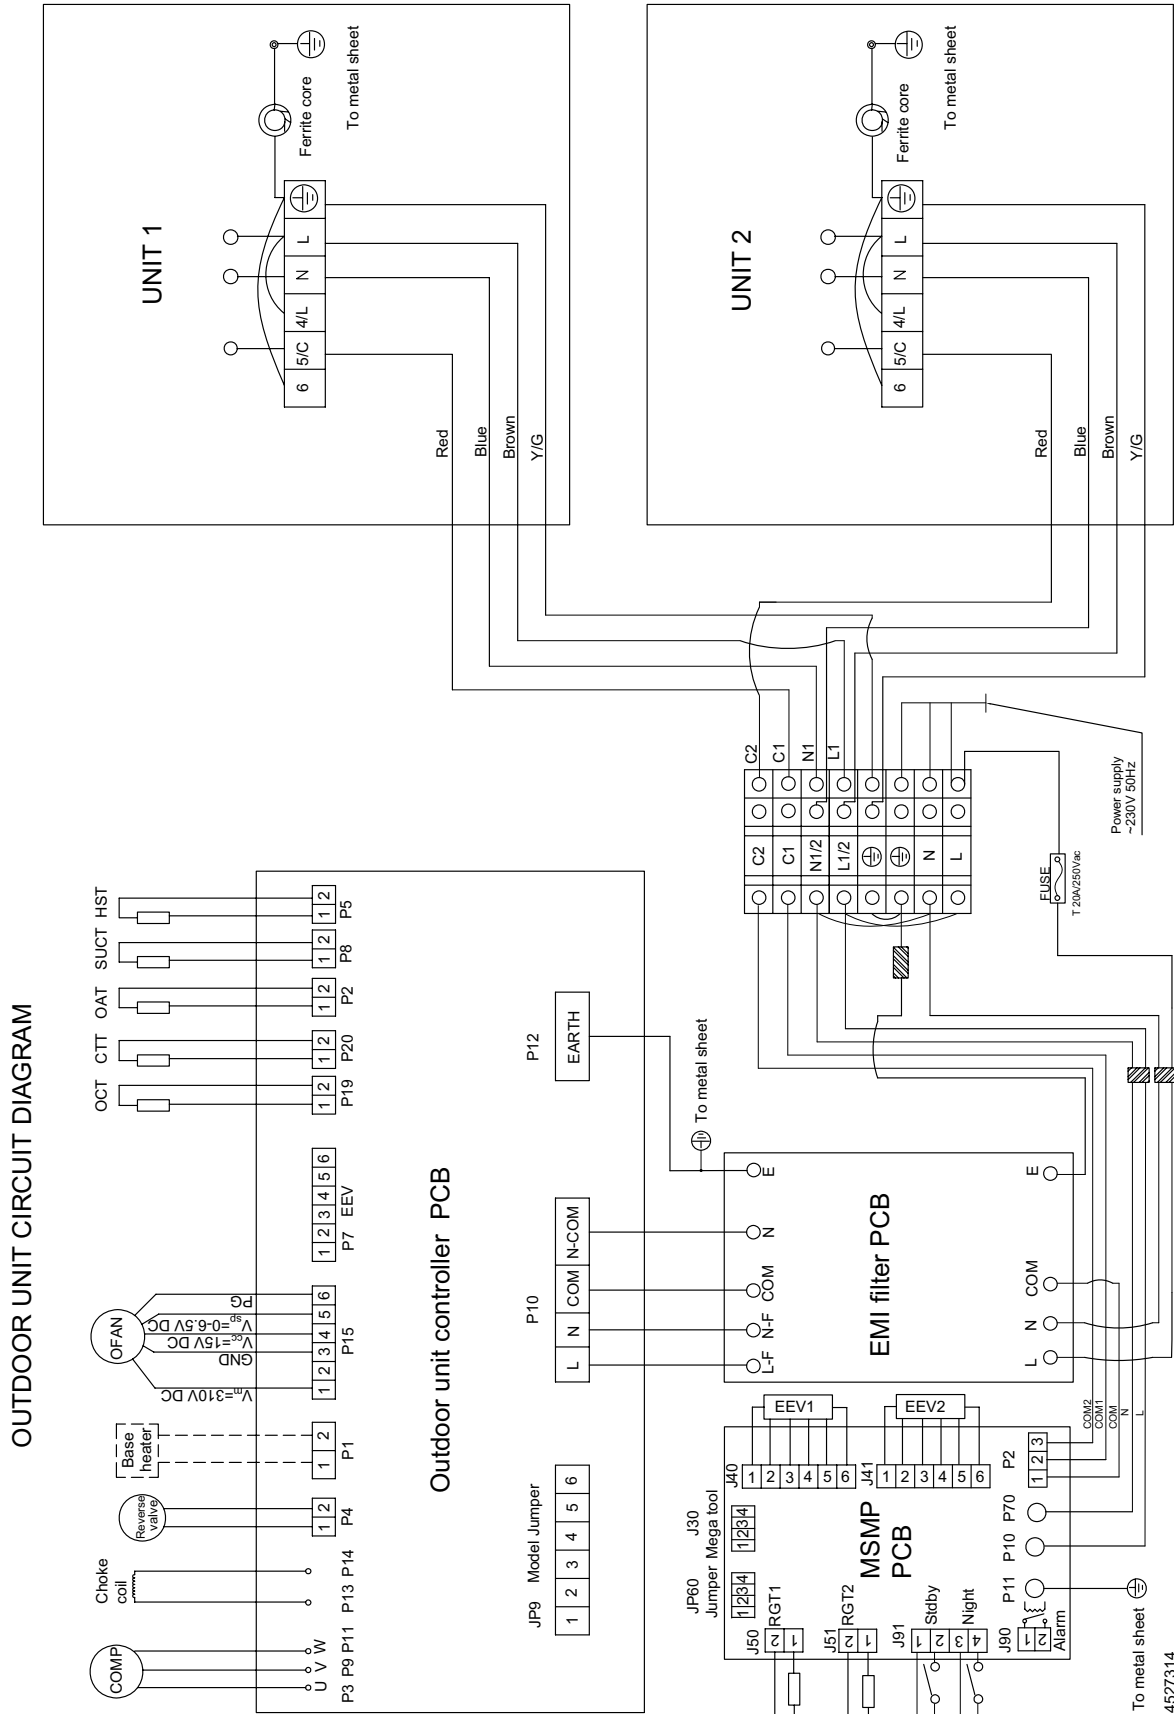 OUTDOOR UNIT CIRCUIT DIAGRAM
COMP
Choke
coil
Reverse
valve
Base
heater
OFAN
Vm=310V DC
GND
Vcc=15V DC
Vsp=0-6.5V DC
PG
OCT
CTT
OAT
SUCT
HST
U V W
P3 P9 P11
P13 P14
1 2
P4
1 2
P1
1 2 3 4 5 6
P15
1 2 3 4 5 6
P7 EEV
1 2
P19
1 2
P20
1 2
P2
1 2
P8
1 2
P5
Outdoor unit controller PCB
JP9 Model Jumper
1 2 3 4 5 6
P10
L N COM N-COM
P12
EARTH
To metal sheet
L-F N-F COM N E
EMI filter PCB
L N COM E
JP60
Jumper
1234
J30
Mega tool
1234
J40
1 2 3 4 5 6
EEV1
J41
1 2 3 4 5 6
EEV2
MSMP
PCB
J50
2 1
RGT1
J51
2 1
RGT2
J91
1 2 3 4
Stdby
Night
J90
1 2
Alarm
P11
P10
P70
P2
1 2 3
COM2
COM1
COM
N
L
To metal sheet
4527314
C2
C1
N1/2
L1/2
N
L
C2
C1
N1
L1
FUSE
T 20A/250Vac
Power supply
~230V 50Hz
UNIT 1
6 5/C 4/L N L
Ferrite core
To metal sheet
Red
Blue
Brown
Y/G
UNIT 2
6 5/C 4/L N L
Ferrite core
To metal sheet
Red
Blue
Brown
Y/G